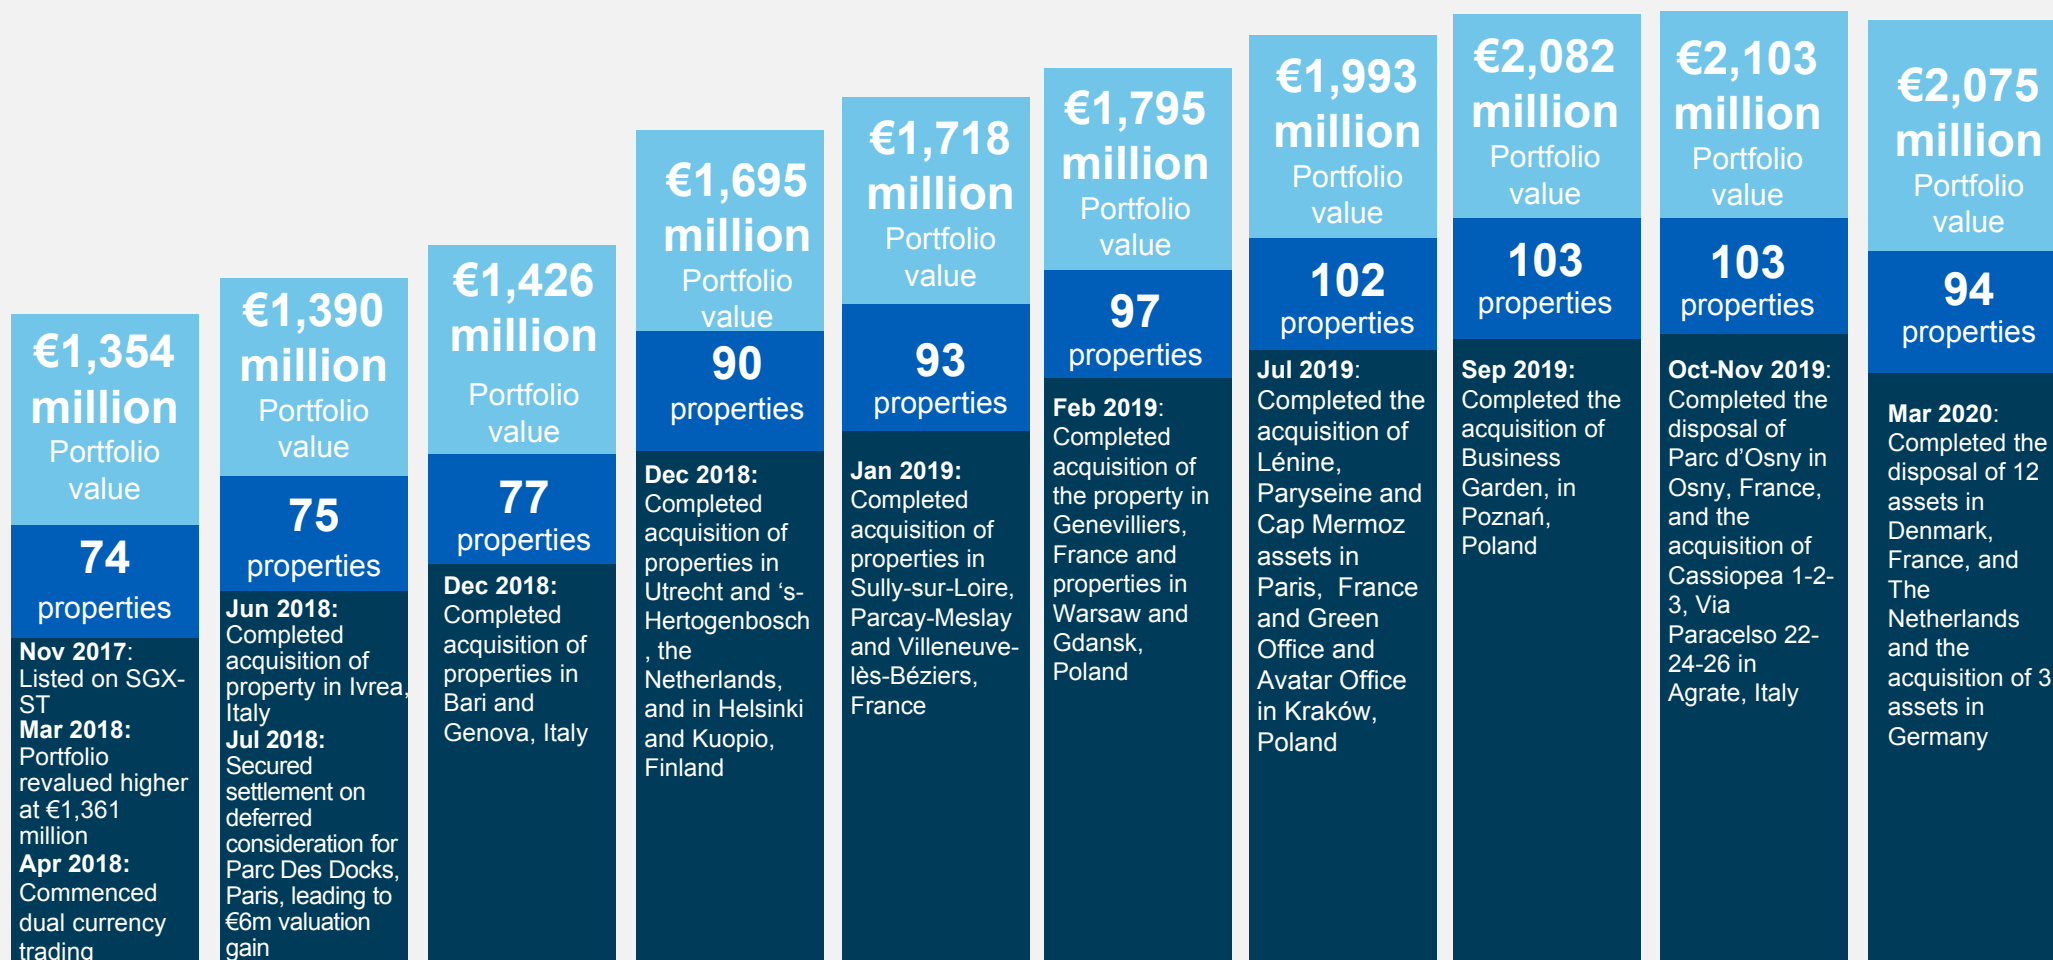 €1,354
million
Portfolio
value
74
properties
Nov 2017:
Listed on SGX-
ST
Mar 2018:
Portfolio
revalued higher
at €1,361
million
Apr 2018:
Commenced
dual currency
trading
€1,390
million
Portfolio
value
75
properties
Jun 2018:
Completed
acquisition of
property in Ivrea,
Italy
Jul 2018:
Secured
settlement on
deferred
consideration for
Parc Des Docks,
Paris, leading to
€6m valuation
gain
€1,426
million
Portfolio
value
77
properties
Dec 2018:
Completed
acquisition of
properties in
Bari and
Genova, Italy
€1,695
million
Portfolio
value
90
properties
Dec 2018:
Completed
acquisition of
properties in
Utrecht and ‘s-
Hertogenbosch
, the
Netherlands,
and in Helsinki
and Kuopio,
Finland
€1,718
million
Portfolio
value
93
properties
Jan 2019:
Completed
acquisition of
properties in
Sully-sur-Loire,
Parcay-Meslay
and Villeneuve-
lès-Béziers,
France
€1,795
million
Portfolio
value
97
properties
Feb 2019:
Completed
acquisition of
the property in
Genevilliers,
France and
properties in
Warsaw and
Gdansk,
Poland
€1,993
million
Portfolio
value
102
properties
Jul 2019:
Completed the
acquisition of
Lénine,
Paryseine and
Cap Mermoz
assets in
Paris,  France
and Green
Office and
Avatar Office
in Kraków,
Poland
€2,082
million
Portfolio
value
103
properties
Sep 2019:
Completed the
acquisition of
Business
Garden, in
Poznań,
Poland
€2,103
million
Portfolio
value
103
properties
Oct-Nov 2019:
Completed the
disposal of
Parc d’Osny in
Osny, France,
and the
acquisition of
Cassiopea 1-2-
3, Via
Paracelso 22-
24-26 in
Agrate, Italy
€2,075
million
Portfolio
value
94
properties
Mar 2020:
Completed the
disposal of 12
assets in
Denmark,
France, and
The
Netherlands
and the
acquisition of 3
assets in
Germany